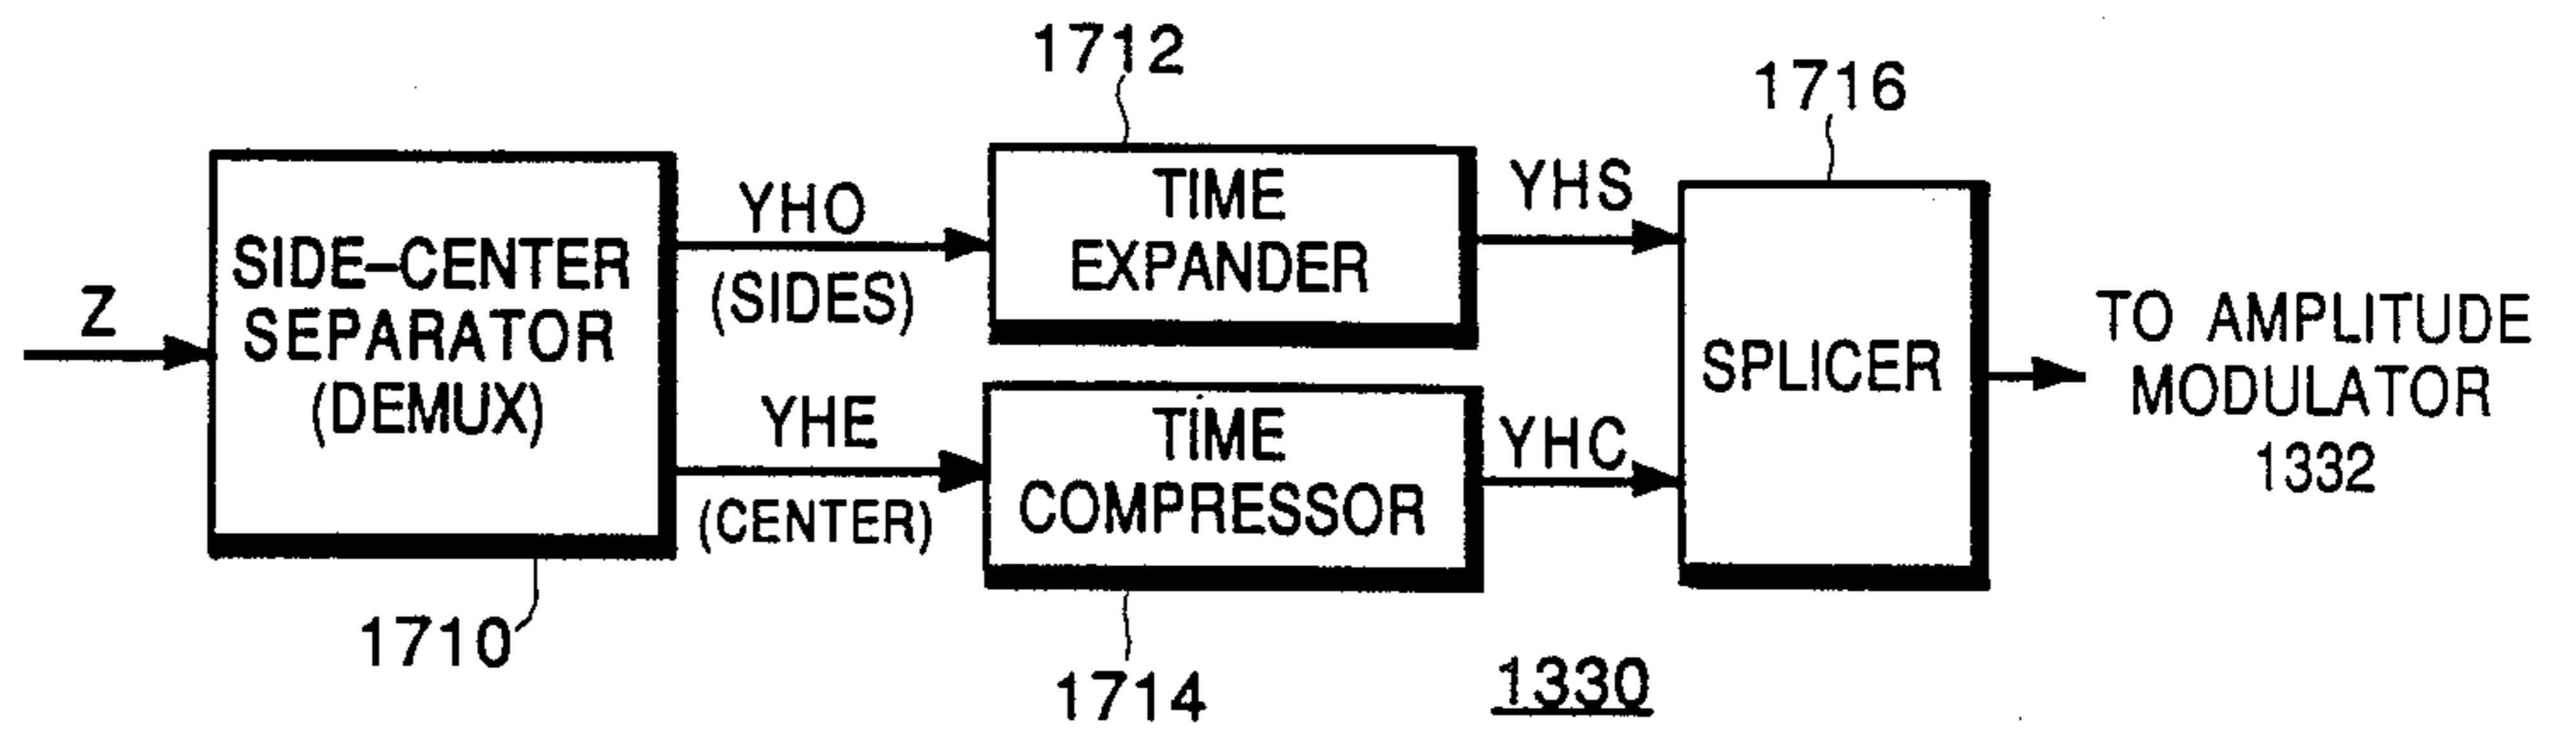 1712
1716
Z
SIDE–CENTER
SEPARATOR
(DEMUX)
1710
YHO
(SIDES)
YHE
(CENTER)
TIME
EXPANDER
TIME
COMPRESSOR
1714
YHS
YHC
SPLICER
TO AMPLITUDE
MODULATOR
1332
1330